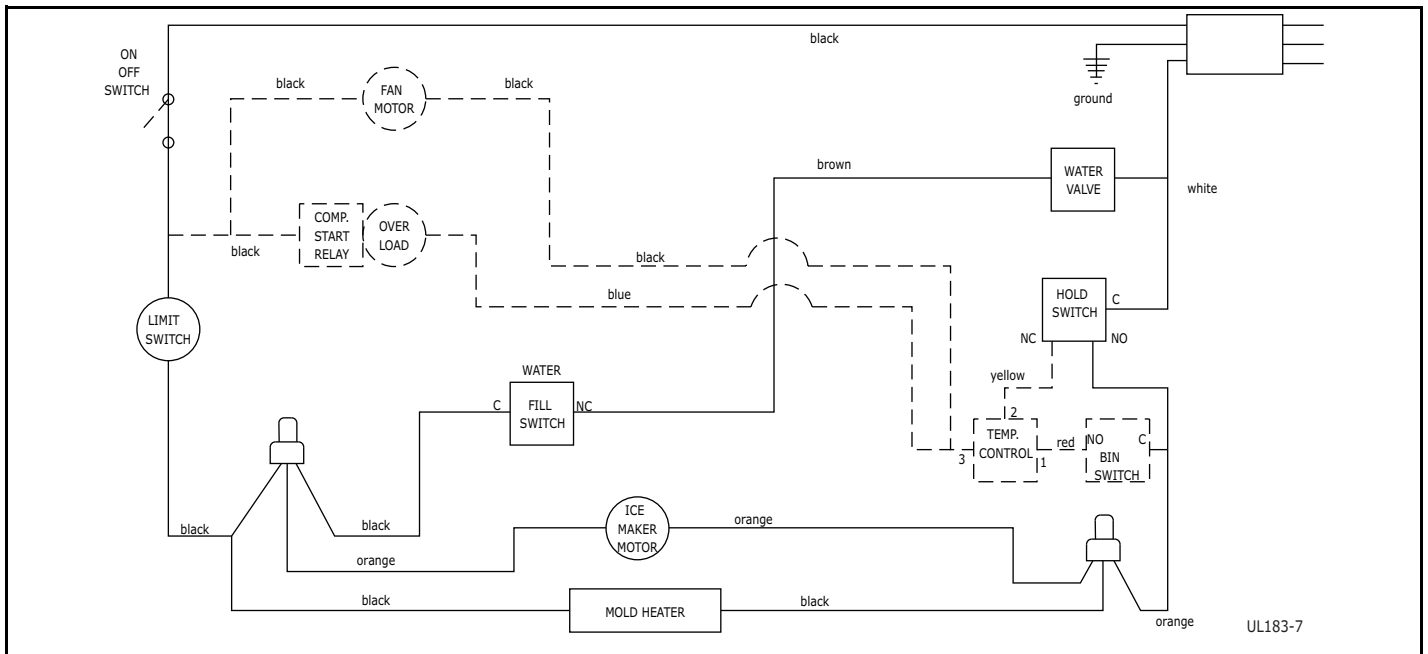 black
ON
OFF
SWITCH
black
FAN
MOTOR
black
ground
brown
WATER
VALVE
white
COMP.
START
RELAY
OVER
LOAD
black
black
blue
HOLD
SWITCH
C
NC
NO
LIMIT
SWITCH
yellow
WATER
C
FILL
SWITCH
NC
2
TEMP.
CONTROL
3
1
red
NO
C
BIN
SWITCH
black
black
orange
ICE
MAKER
MOTOR
orange
black
MOLD HEATER
black
orange
UL183-7